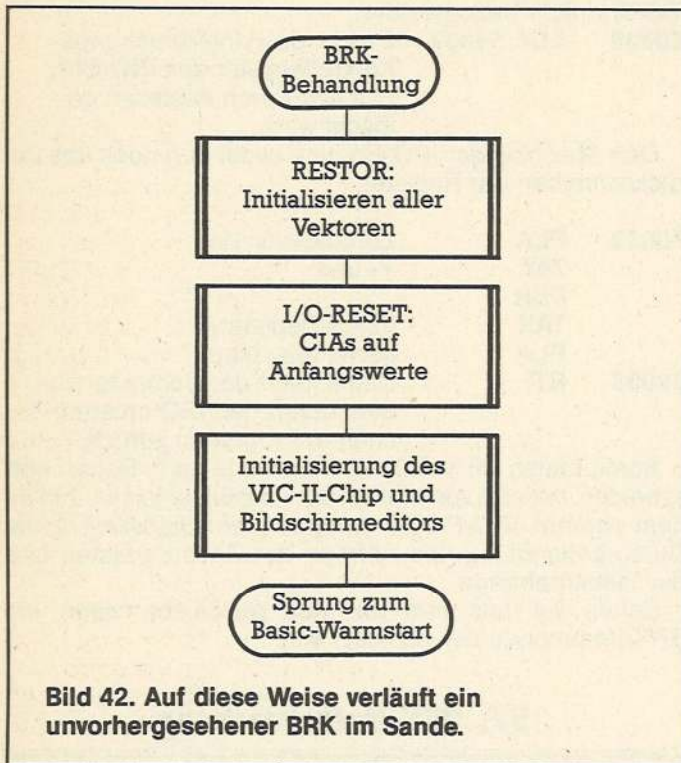 BRK-
Behandlung
RESTOR:
Initialisieren aller
Vektoren
I/O-RESET:
CIAs auf
Anfangswerte
Initialisierung des
VIC-II-Chip und
Bildschirmeditors
Sprung zum
Basic-Warmstart
Bild 42. Auf diese Weise verläuft ein
unvorhergesehener BRK im Sande.